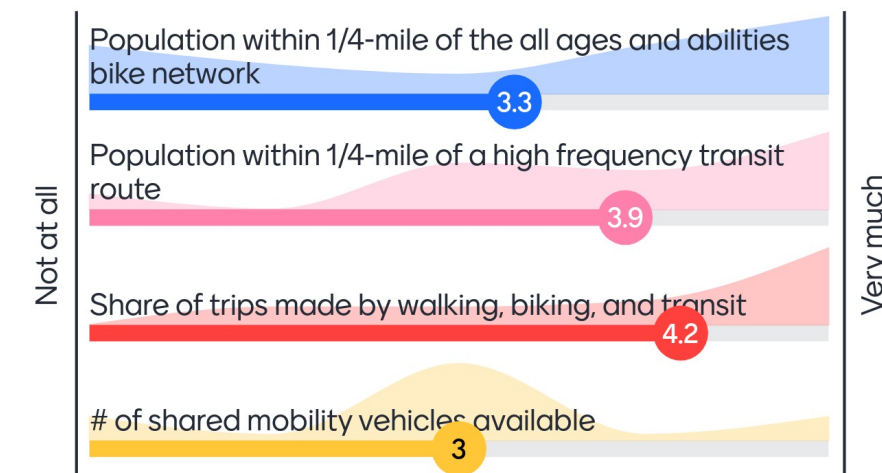 Population within 1/4-mile of the all ages and abilities
bike network
3.3
Population within 1/4-mile of a high frequency transit
route
3.9
Not at all
Very much
Share of trips made by walking, biking, and transit
4.2
# of shared mobility vehicles available
3